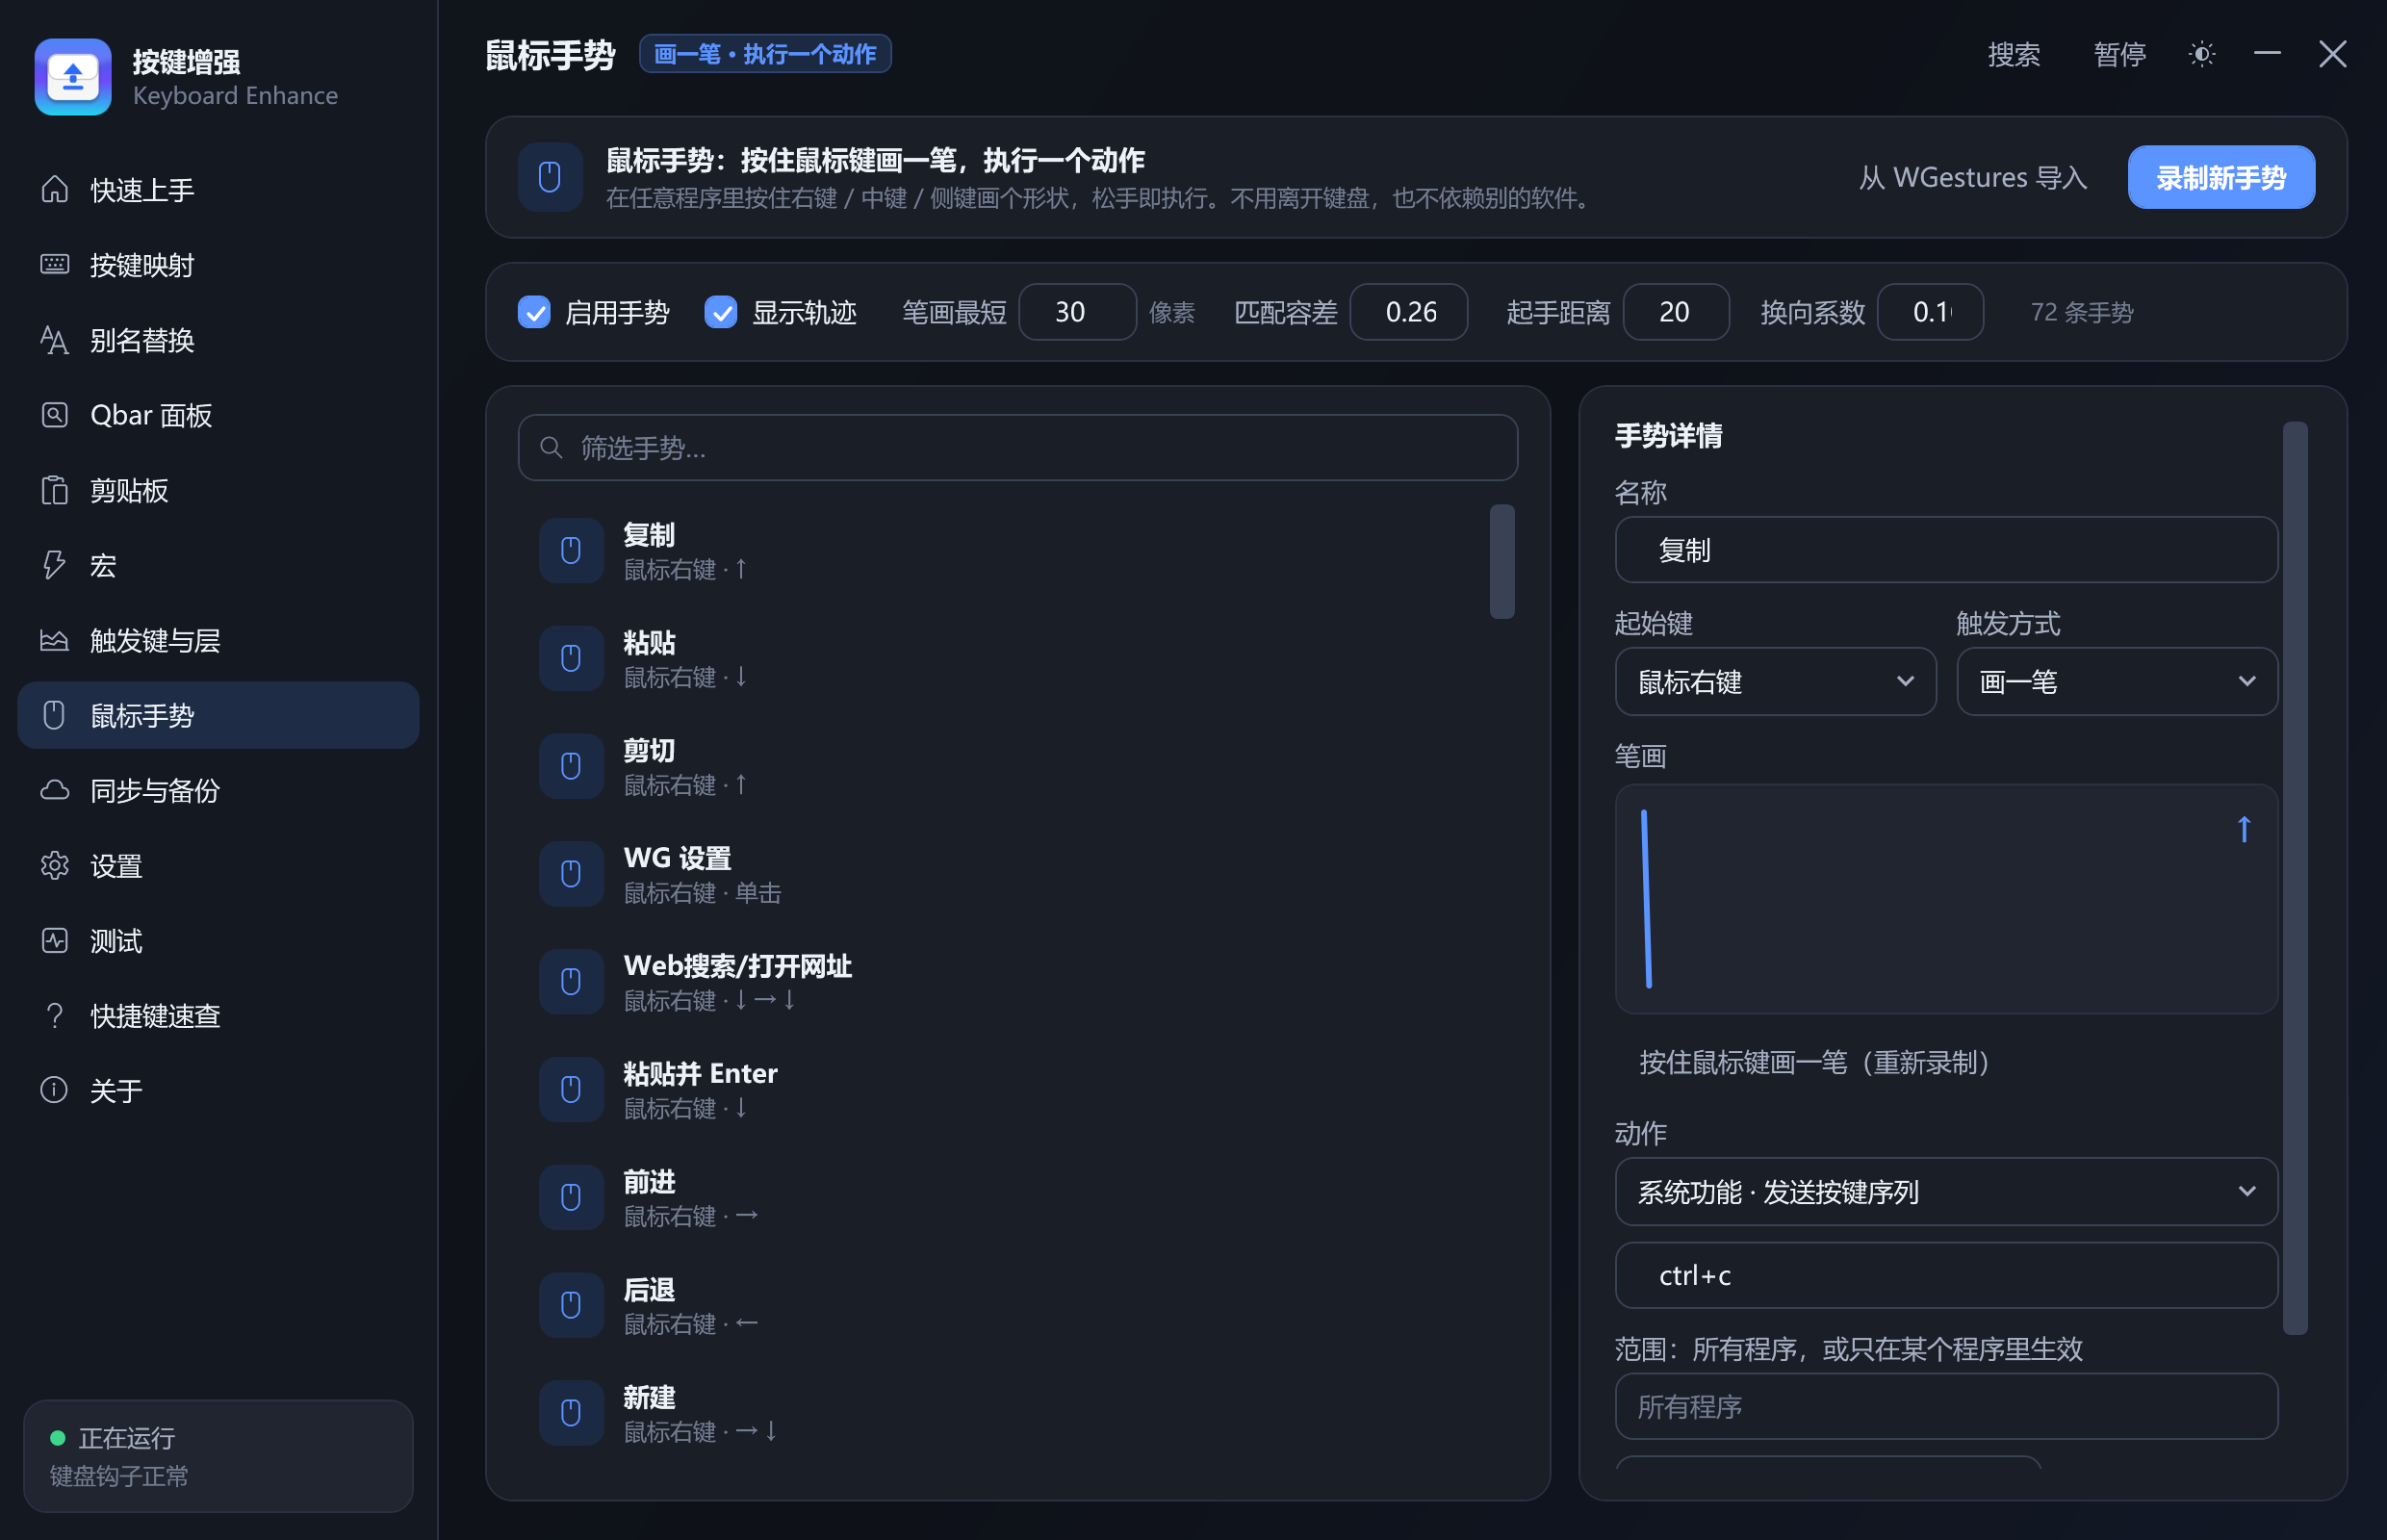 按键增强
Keyboard Enhance
快速上手
按键映射
别名替换
Qbar 面板
剪贴板
宏
触发键与层
鼠标手势
同步与备份
设置
测试
快捷键速查
关于
正在运行
键盘钩子正常
鼠标手势 画一笔·执行一个动作 搜索 暂停
鼠标手势：按住鼠标键画一笔，执行一个动作
在任意程序里按住右键 / 中键 / 侧键画个形状，松手即执行。不用离开键盘，也不依赖别的软件。
从 WGestures 导入 录制新手势
启用手势 显示轨迹 笔画最短 30 像素 匹配容差 0.26 起手距离 20 换向系数 0.1 72 条手势
筛选手势...
复制
鼠标右键 · ↑
粘贴
鼠标右键 · ↓
剪切
鼠标右键 · ↑
WG 设置
鼠标右键 · 单击
Web搜索/打开网址
鼠标右键 · ↓→↓
粘贴并 Enter
鼠标右键 · ↓
前进
鼠标右键 · →
后退
鼠标右键 · ←
新建
鼠标右键 · →↓
手势详情
名称
复制
起始键 触发方式
鼠标右键 画一笔
笔画
↑
按住鼠标键画一笔（重新录制）
动作
系统功能 · 发送按键序列
ctrl+c
范围：所有程序，或只在某个程序里生效
所有程序